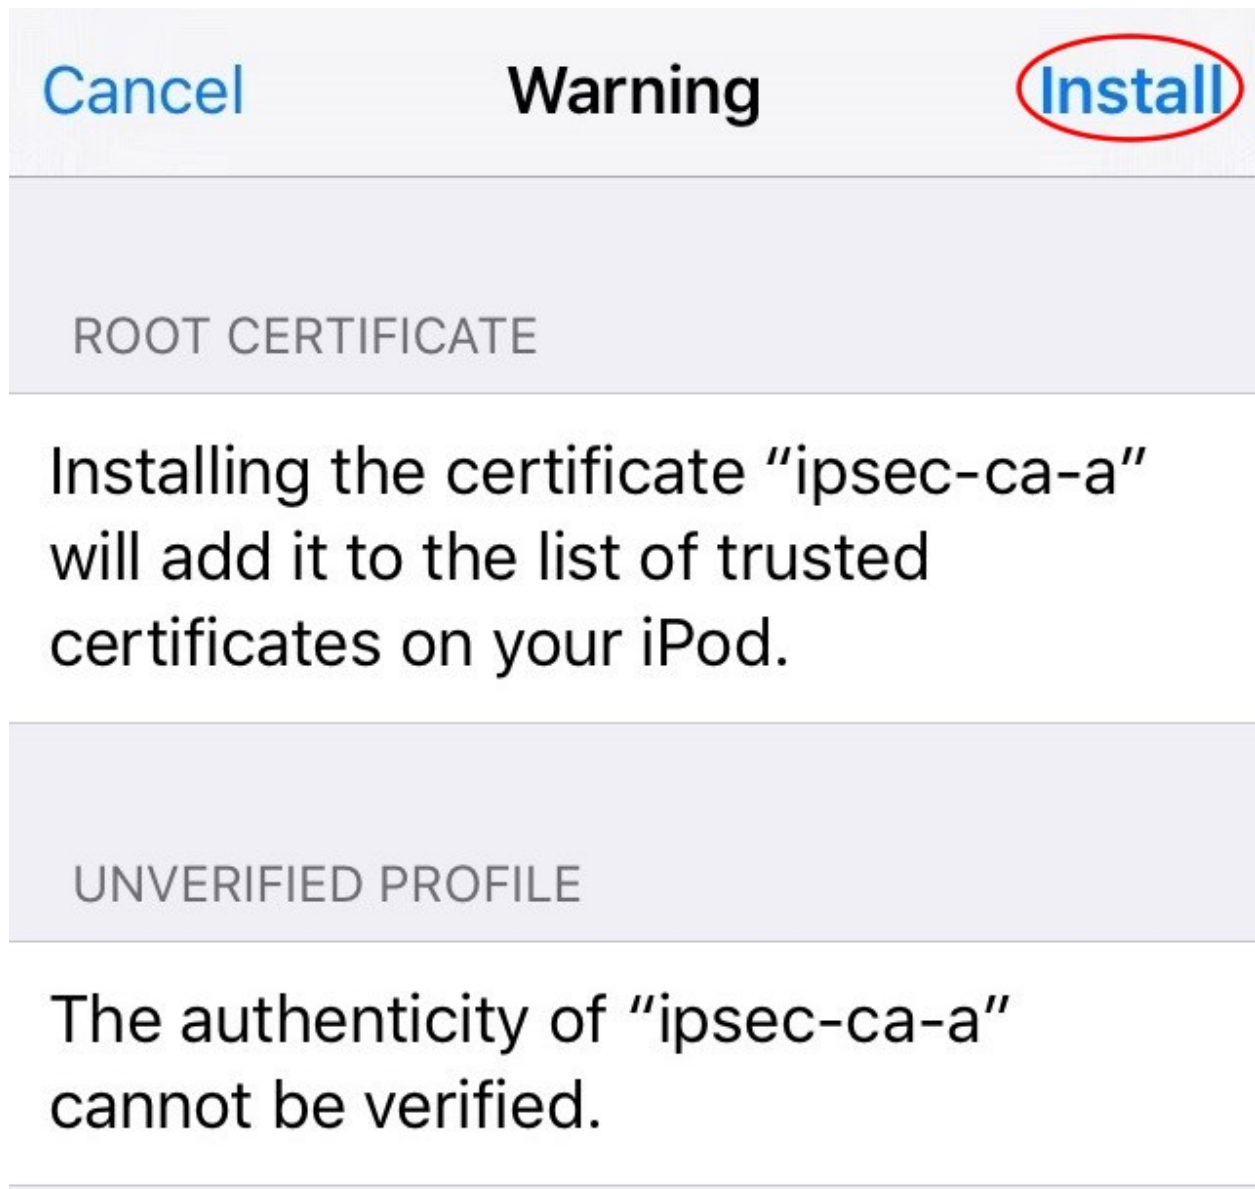 Cancel Warning Install
ROOT CERTIFICATE
Installing the certificate “ipsec-ca-a”
will add it to the list of trusted
certificates on your iPod.
UNVERIFIED PROFILE
The authenticity of “ipsec-ca-a”
cannot be verified.